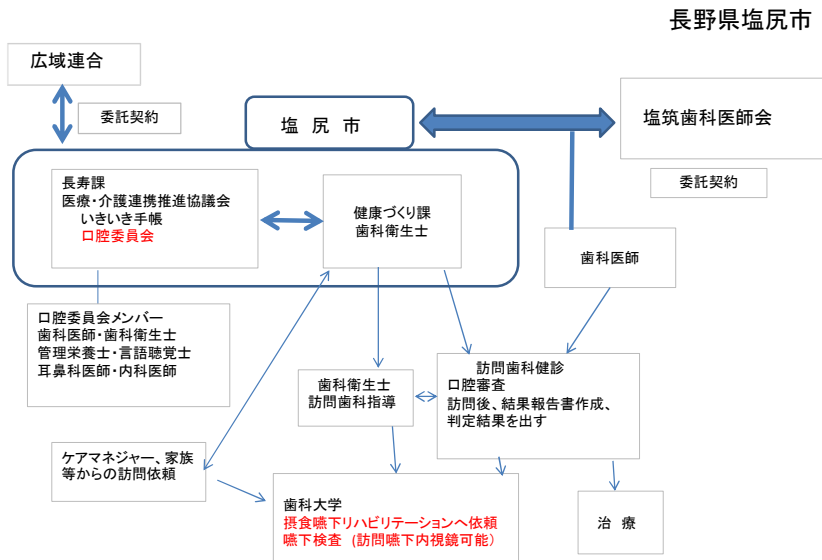 長野県塩尻市
広域連合
委託契約
塩 尻 市
塩筑歯科医師会
委託契約
長寿課
医療・介護連携推進協議会
いきいき手帳
口腔委員会
健康づくり課
歯科衛生士
歯科医師
口腔委員会メンバー
歯科医師・歯科衛生士
管理栄養士・言語聴覚士
耳鼻科医師・内科医師
歯科衛生士
訪問歯科指導
訪問歯科健診
口腔審査
訪問後、結果報告書作成、
判定結果を出す
ケアマネジャー、家族
等からの訪問依頼
歯科大学
摂食嚥下リハビリテーションへ依頼
嚥下検査 (訪問嚥下内視鏡可能）
治 療